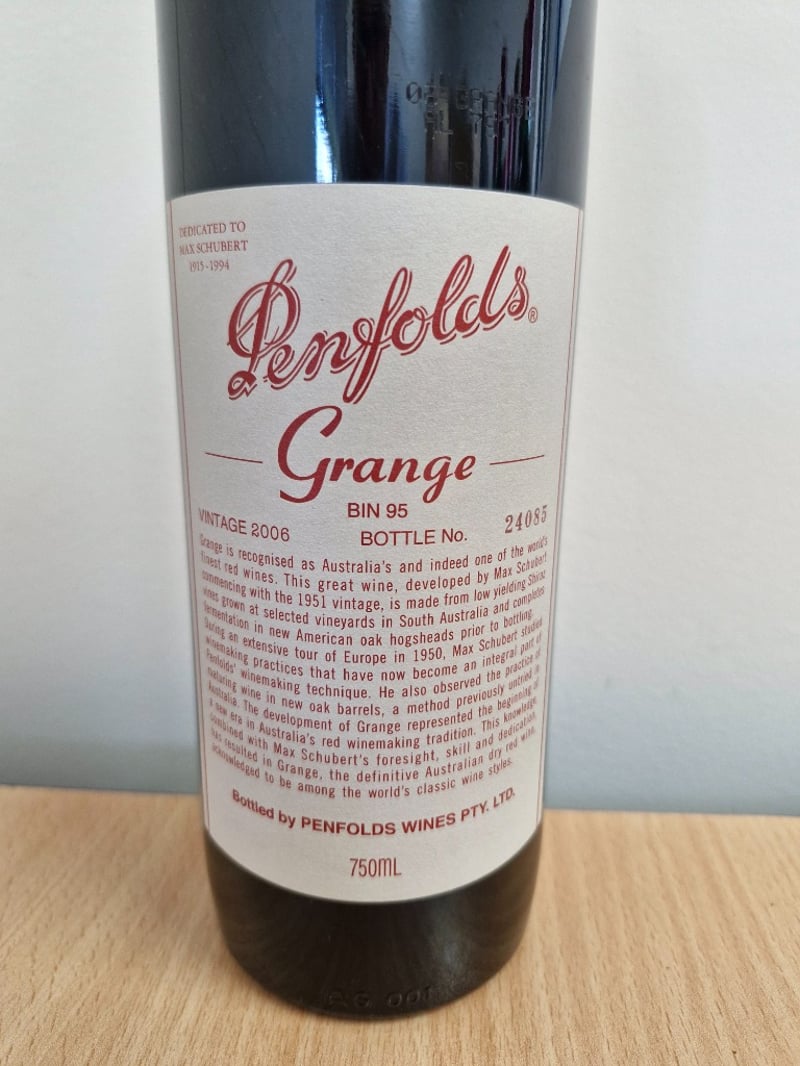 DEDICATED TO
MAX SCHUBERT
1915-1994
Penfolds®
Grange
BIN 95
VINTAGE 2006 BOTTLE No. 24085
Grange is recognised as Australia's and indeed one of the world's
finest red wines. This great wine, developed by Max Schubert
commencing with the 1951 vintage, is made from low yielding Shiraz
vines grown at selected vineyards in South Australia and completes
fermentation in new American oak hogsheads prior to bottling.
During an extensive tour of Europe in 1950, Max Schubert studied
winemaking practices that have now become an integral part of
Penfolds' winemaking technique. He also observed the practice of
maturing wine in new oak barrels, a method previously untried in
Australia. The development of Grange represented the beginning of
a new era in Australia's red winemaking tradition. This knowledge,
combined with Max Schubert's foresight, skill and dedication,
has resulted in Grange, the definitive Australian dry red wine,
acknowledged to be among the world's classic wine styles.
Bottled by PENFOLDS WINES PTY. LTD.
750mL
AG 001